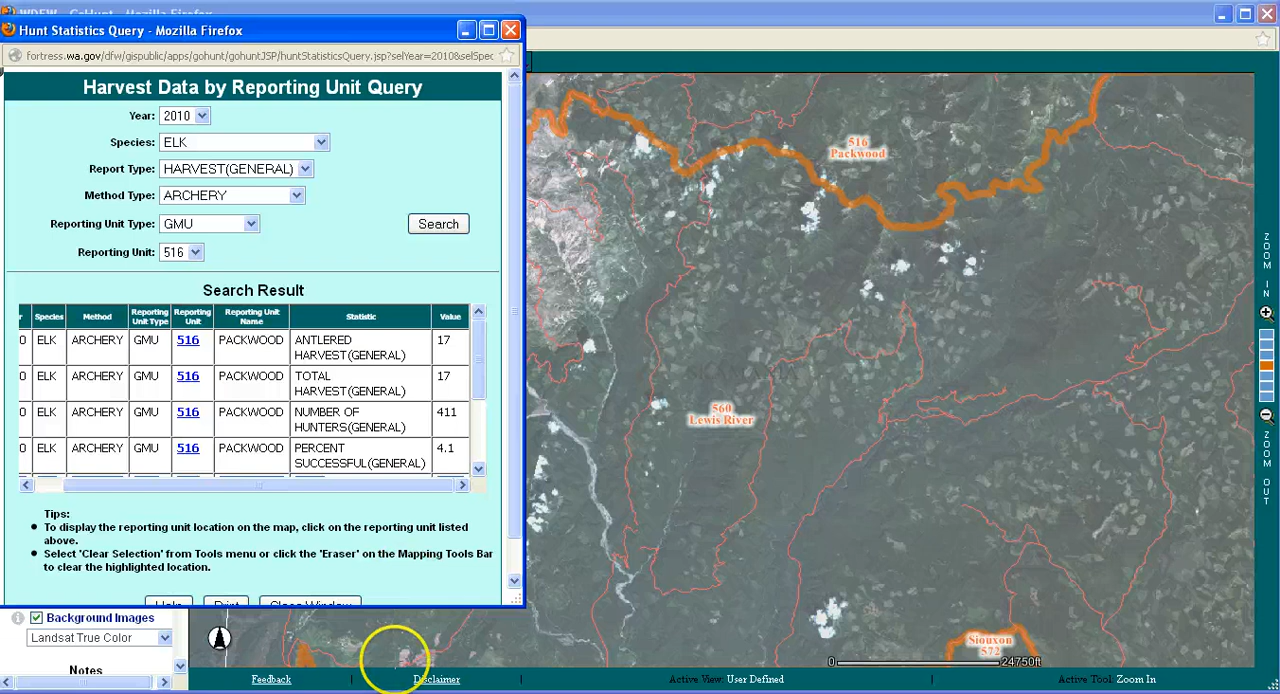 Hunt Statistics Query - Mozilla Firefox
fortress.wa.gov/dfw/gispublic/apps/gohunt/gohuntJSP/huntStatisticsQuery.jsp?selYear=2010&selSpec
Harvest Data by Reporting Unit Query
Year: 2010
Species: ELK
Report Type: HARVEST(GENERAL)
Method Type: ARCHERY
Reporting Unit Type: GMU
Search
Reporting Unit: 516
Search Result
r Species Method Reporting Unit Type Reporting Unit Reporting Unit Name Statistic Value
0 ELK ARCHERY GMU 516 PACKWOOD ANTLERED HARVEST(GENERAL) 17
0 ELK ARCHERY GMU 516 PACKWOOD TOTAL HARVEST(GENERAL) 17
0 ELK ARCHERY GMU 516 PACKWOOD NUMBER OF HUNTERS(GENERAL) 411
0 ELK ARCHERY GMU 516 PACKWOOD PERCENT SUCCESSFUL(GENERAL) 4.1
Tips:
To display the reporting unit location on the map, click on the reporting unit listed
above.
Select 'Clear Selection' from Tools menu or click the 'Eraser' on the Mapping Tools Bar
to clear the highlighted location.
Help Print Close Window
516
Packwood
560
Lewis River
Siouxon
572
ZOOM IN
ZOOM OUT
Background Images
Landsat True Color
Notes
0 24750ft
Feedback | Disclaimer | Active View: User Defined | Active Tool: Zoom In